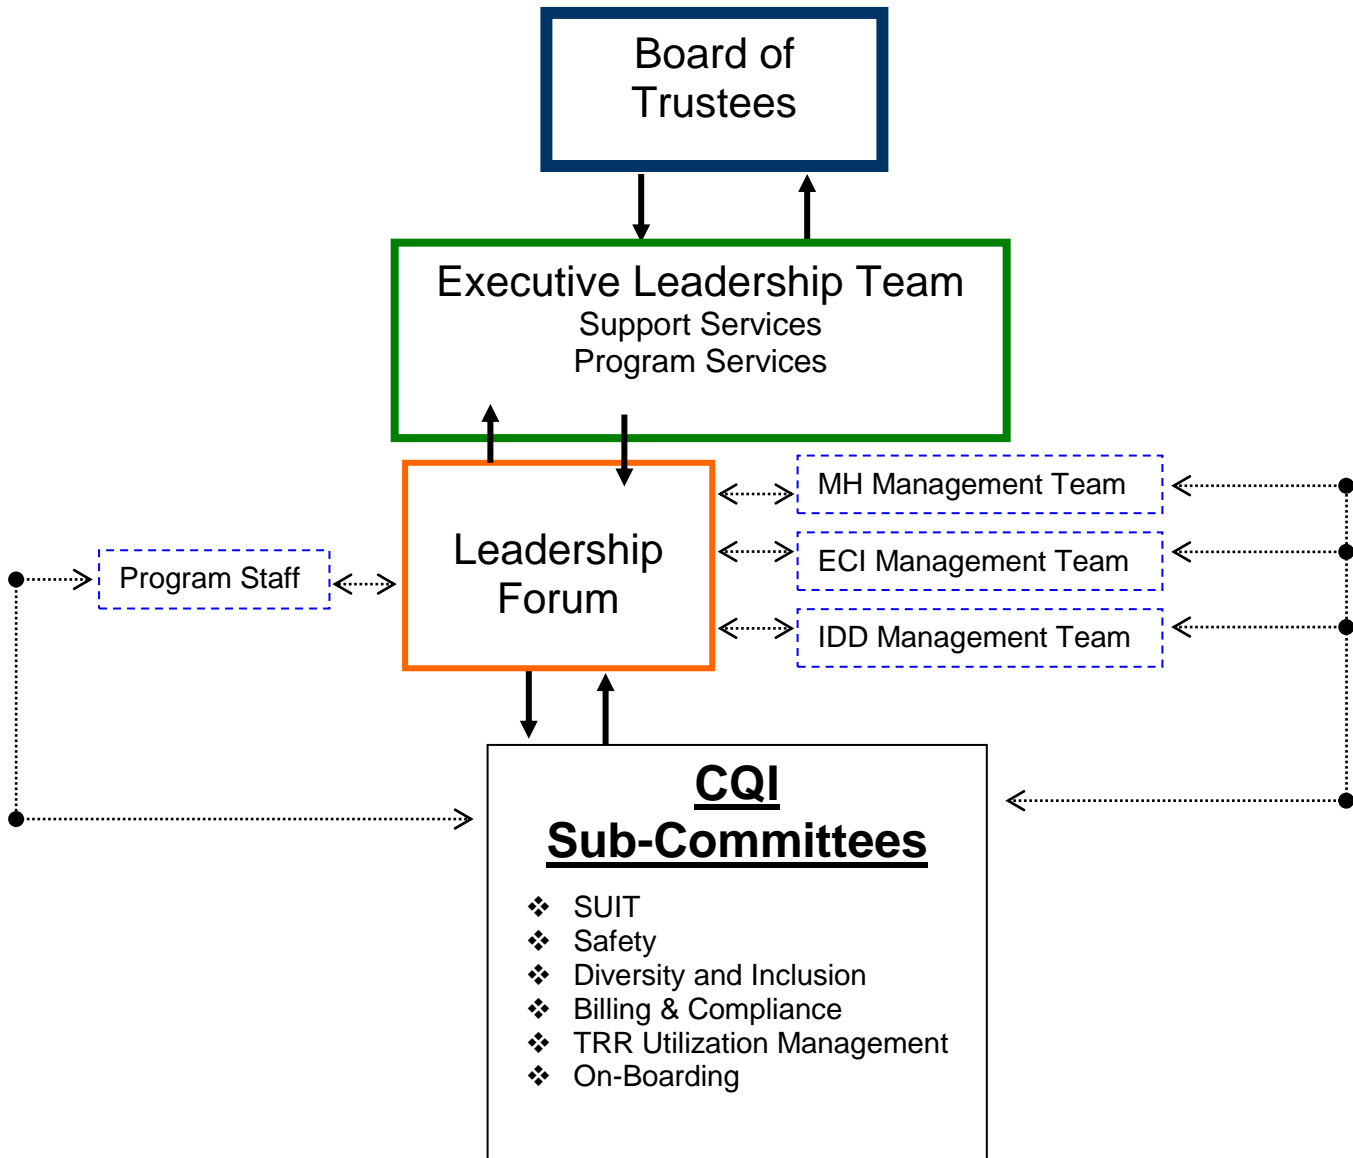 Board of
Trustees
Executive Leadership Team
Support Services
Program Services
Leadership
Forum
MH Management Team
ECI Management Team
IDD Management Team
Program Staff
CQI
Sub-Committees
❖ SUIT
❖ Safety
❖ Diversity and Inclusion
❖ Billing & Compliance
❖ TRR Utilization Management
❖ On-Boarding